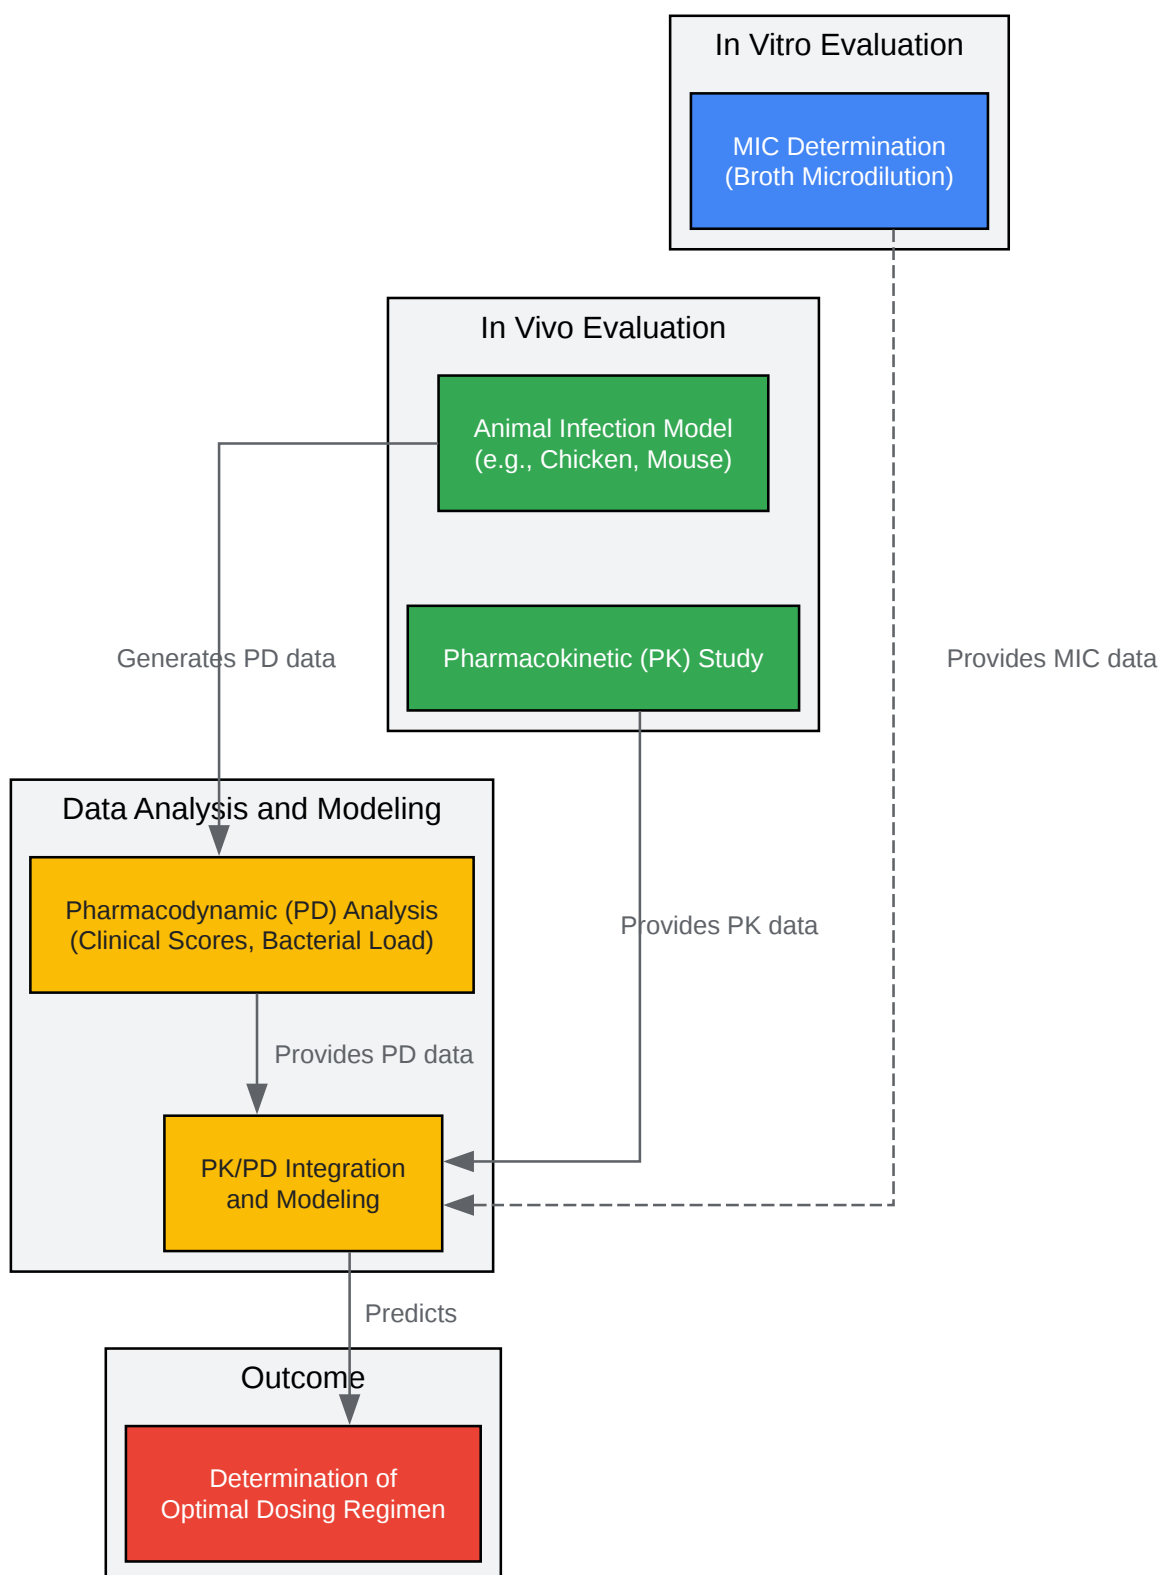 In Vitro Evaluation
MIC Determination
(Broth Microdilution)
In Vivo Evaluation
Animal Infection Model
(e.g., Chicken, Mouse)
Generates PD data
Pharmacokinetic (PK) Study
Provides MIC data
Data Analysis and Modeling
Pharmacodynamic (PD) Analysis
(Clinical Scores, Bacterial Load)
Provides PK data
Provides PD data
PK/PD Integration
and Modeling
Predicts
Outcome
Determination of
Optimal Dosing Regimen